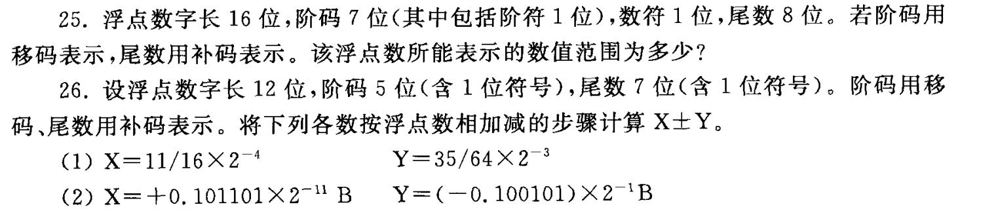 25. 浮点数字长 16 位,阶码 7 位(其中包括阶符 1 位),数符 1 位,尾数 8 位。若阶码用
移码表示,尾数用补码表示。该浮点数所能表示的数值范围为多少?
26. 设浮点数字长 12 位,阶码 5 位(含 1 位符号),尾数 7 位(含 1 位符号)。阶码用移
码、尾数用补码表示。将下列各数按浮点数相加减的步骤计算 X±Y。
(1) X=11/16×2⁻⁴ Y=35/64×2⁻³
(2) X=+0.101101×2⁻¹¹ B Y=(-0.100101)×2⁻¹B